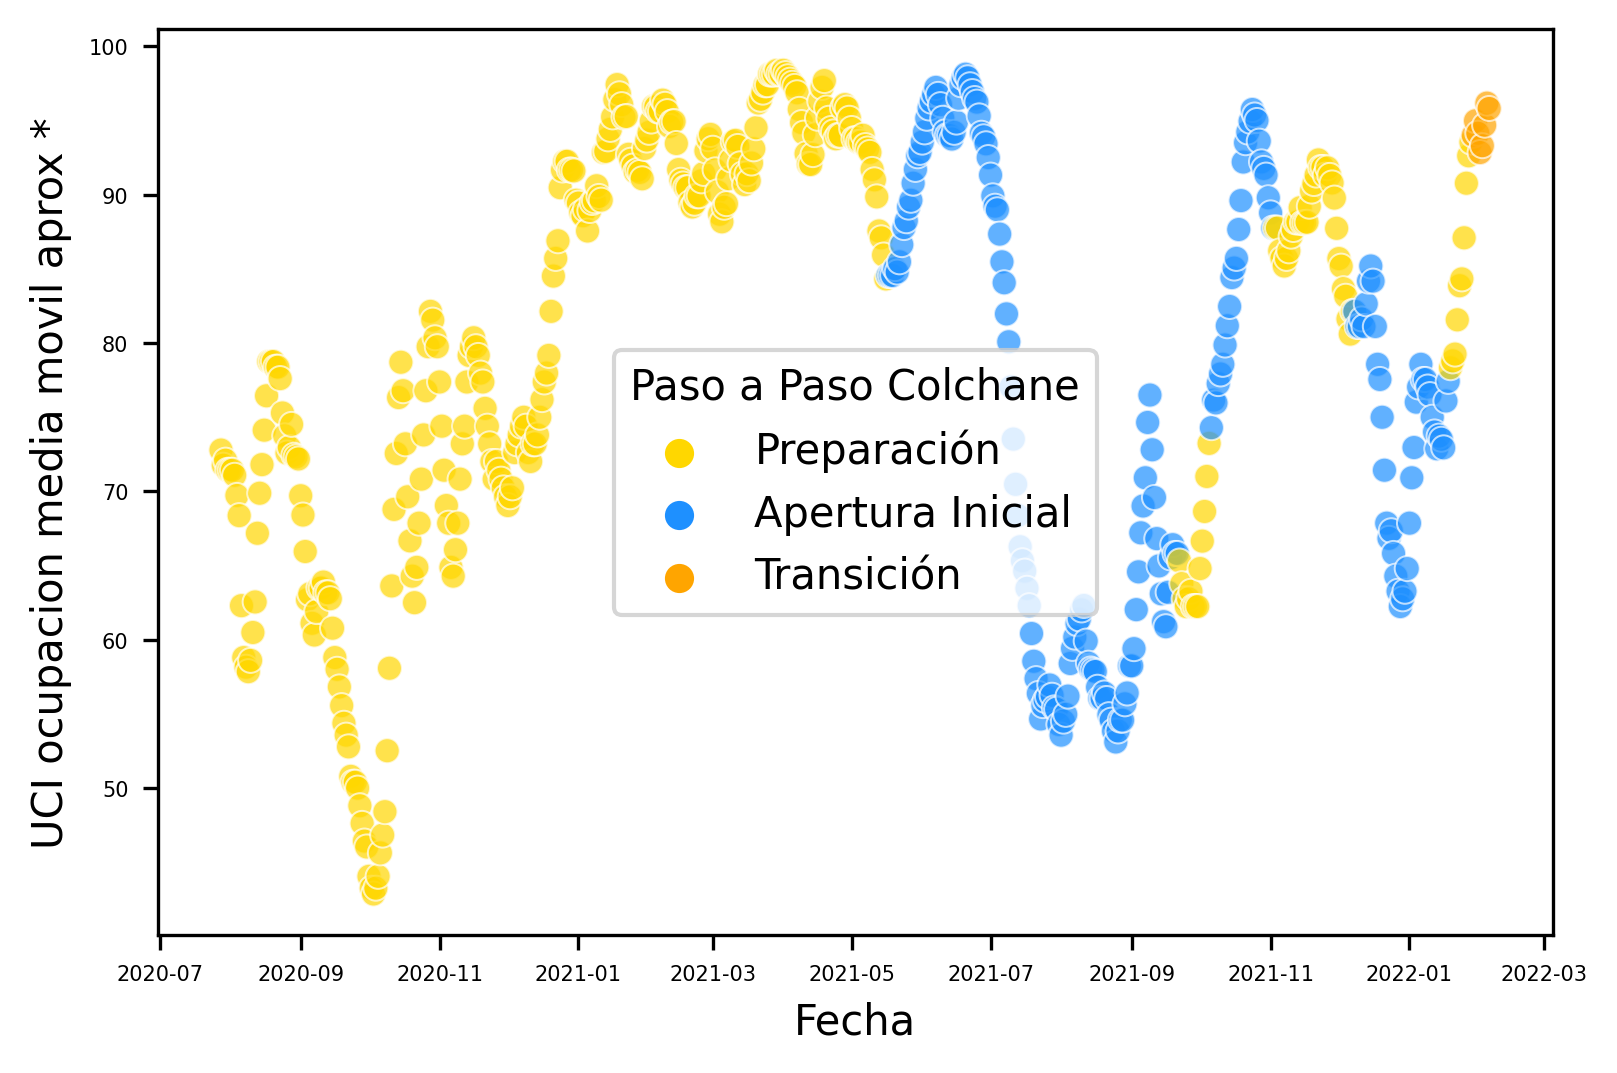 100
90
80
70
60
50
UCI ocupacion media movil aprox *
Paso a Paso Colchane
Preparación
Apertura Inicial
Transición
2020-07 2020-09 2020-11 2021-01 2021-03 2021-05 2021-07 2021-09 2021-11 2022-01 2022-03
Fecha